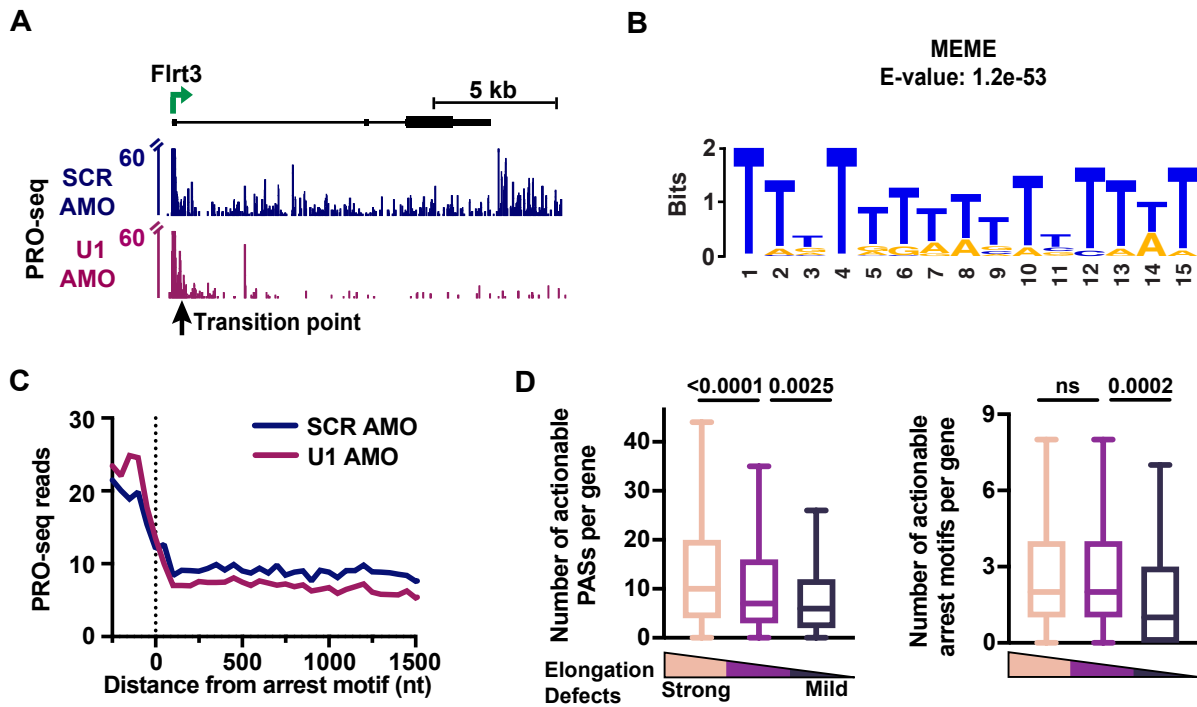 A
Flrt3
5 kb
PRO-seq
60
SCR
AMO
60
U1
AMO
Transition point
B
MEME
E-value: 1.2e-53
Bits
2
1
0
TTTTTTTTTTTTTTT
1 2 3 4 5 6 7 8 9 10 11 12 13 14 15
C
PRO-seq reads
30
20
10
0
SCR AMO
U1 AMO
0 500 1000 1500
Distance from arrest motif (nt)
D
<0.0001 0.0025
Number of actionable
PASs per gene
40
30
20
10
0
Elongation
Defects
Strong Mild
ns 0.0002
Number of actionable
arrest motifs per gene
9
6
3
0